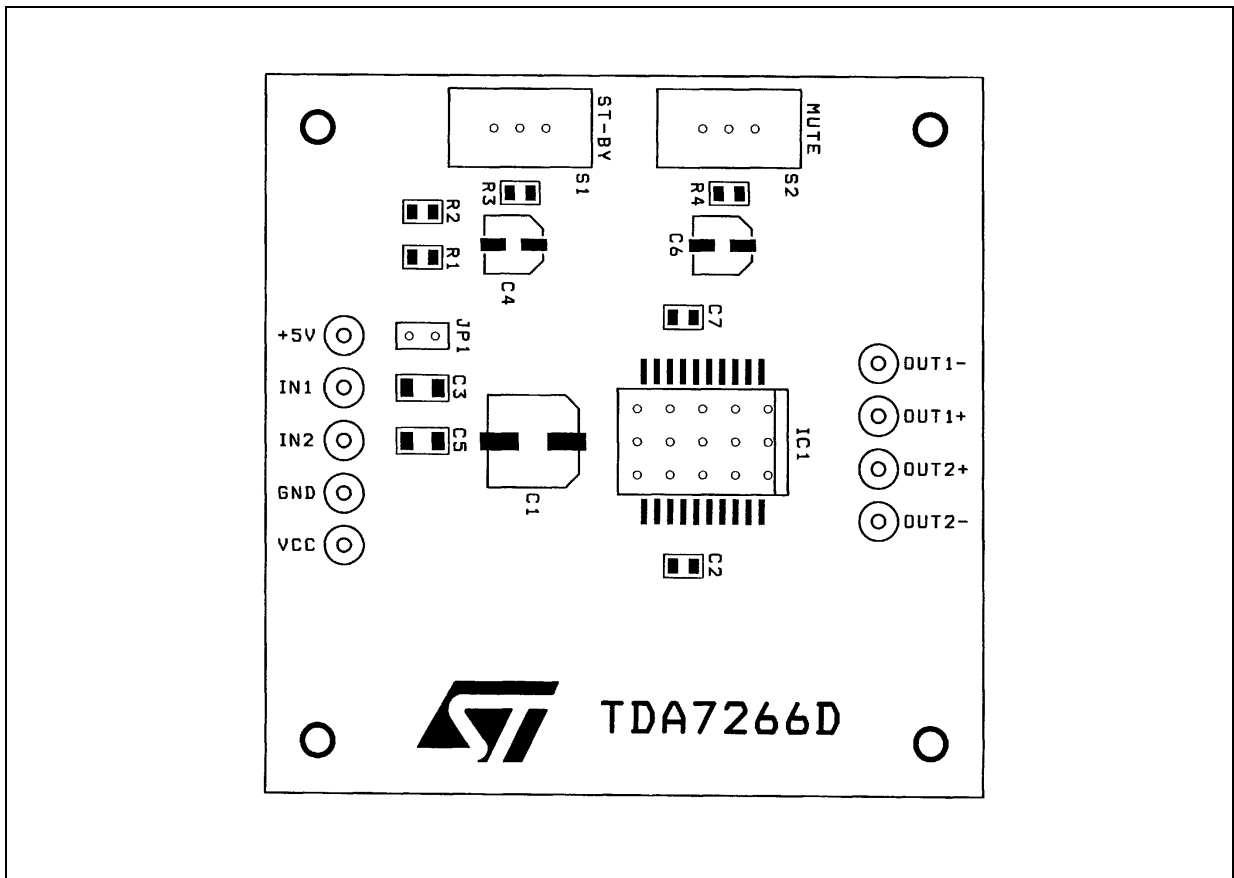 ST-BY
MUTE
S1
S2
R3
R4
R2
R1
C6
C4
C7
+5V
JP1
OUT1-
IN1
C3
OUT1+
IN2
C5
IC1
OUT2+
GND
C1
OUT2-
VCC
C2
ST TDA7266D